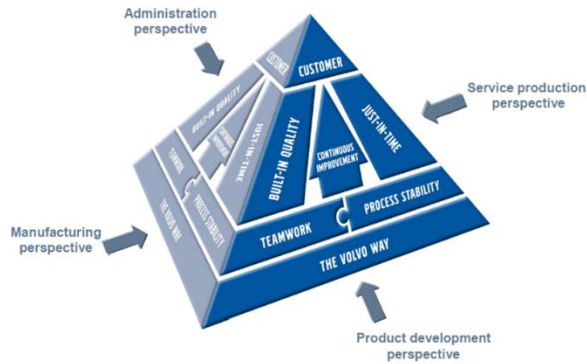 Administration
perspective
CUSTOMER
CUSTOMER
Service production
perspective
BUILT-IN QUALITY
CONTINUOUS
IMPROVEMENT
JUST-IN-TIME
BUILT-IN QUALITY
CONTINUOUS
IMPROVEMENT
JUST-IN-TIME
TEAMWORK
PROCESS STABILITY
TEAMWORK
PROCESS STABILITY
THE VOLVO WAY
THE VOLVO WAY
Manufacturing
perspective
Product development
perspective